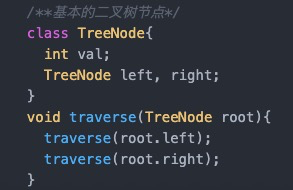 /**基本的二叉树节点*/
class TreeNode{
  int val;
  TreeNode left, right;
}
void traverse(TreeNode root){
  traverse(root.left);
  traverse(root.right);
}